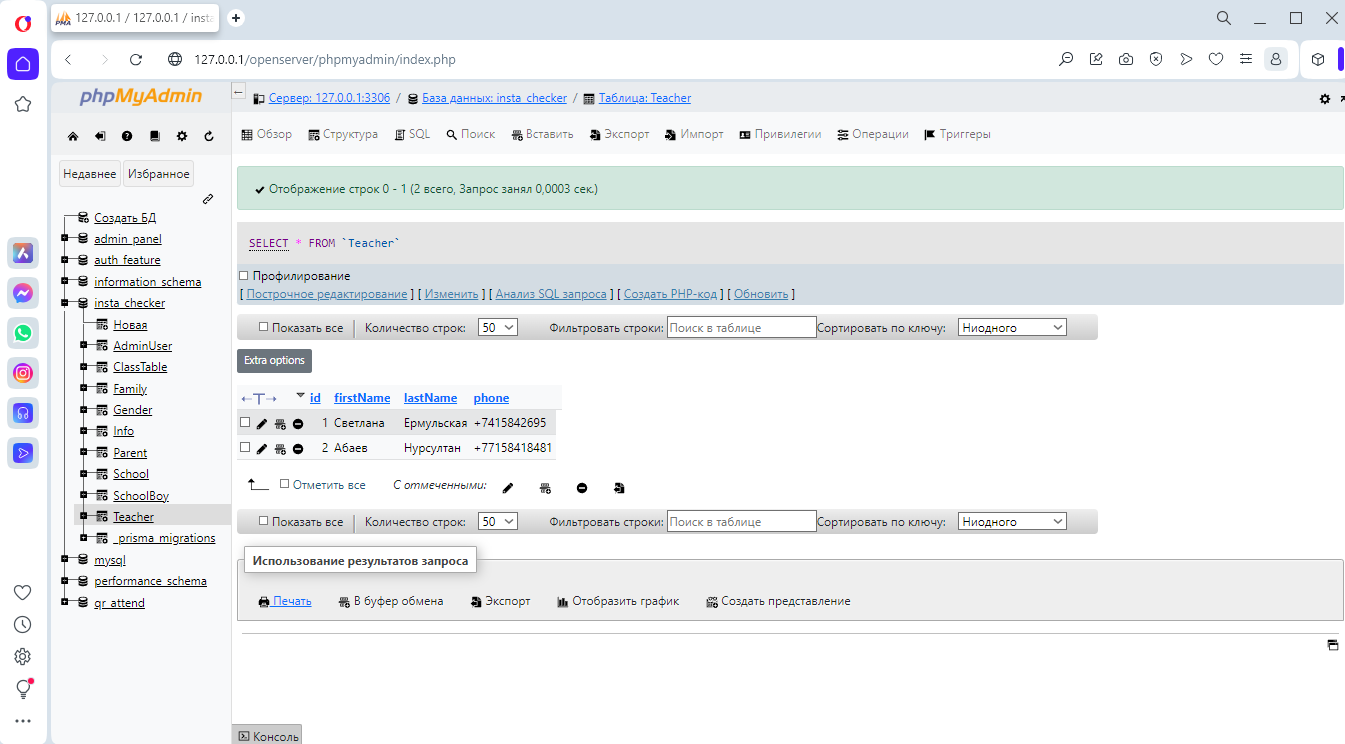 127.0.0.1 / 127.0.0.1 / insta
127.0.0.1/openserver/phpmyadmin/index.php
phpMyAdmin
Недавнее Избранное
Создать БД
admin_panel
auth_feature
information_schema
insta_checker
Новая
AdminUser
ClassTable
Family
Gender
Info
Parent
School
SchoolBoy
Teacher
_prisma_migrations
mysql
performance_schema
qr_attend
Сервер: 127.0.0.1:3306 / База данных: insta_checker / Таблица: Teacher
Обзор Структура SQL Поиск Вставить Экспорт Импорт Привилегии Операции Триггеры
Отображение строк 0 - 1 (2 всего, Запрос занял 0,0003 сек.)
SELECT * FROM `Teacher`
Профилирование
[ Построчное редактирование ] [ Изменить ] [ Анализ SQL запроса ] [ Создать PHP-код ] [ Обновить ]
Показать все Количество строк: 50 Фильтровать строки: Поиск в таблице Сортировать по ключу: Ниодного
Extra options
←T→ id firstName lastName phone
1 Светлана Ермульская +7415842695
2 Абаев Нурсултан +77158418481
Отметить все С отмеченными:
Показать все Количество строк: 50 Фильтровать строки: Поиск в таблице Сортировать по ключу: Ниодного
Использование результатов запроса
Печать В буфер обмена Экспорт Отобразить график Создать представление
Консоль